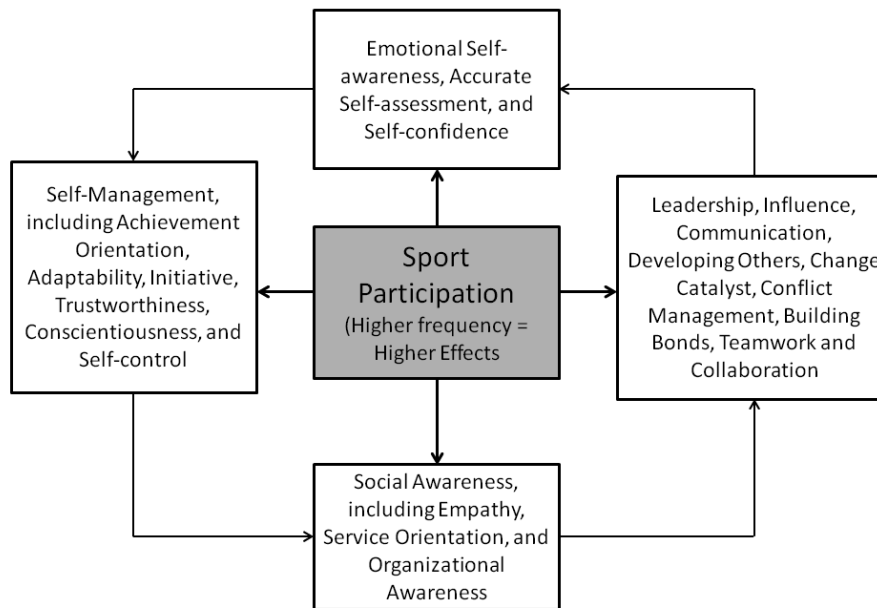 Emotional Self-
awareness, Accurate
Self-assessment, and
Self-confidence
Self-Management,
including Achievement
Orientation,
Adaptability, Initiative,
Trustworthiness,
Conscientiousness, and
Self-control
Sport
Participation
(Higher frequency =
Higher Effects
Leadership, Influence,
Communication,
Developing Others, Change
Catalyst, Conflict
Management, Building
Bonds, Teamwork and
Collaboration
Social Awareness,
including Empathy,
Service Orientation, and
Organizational
Awareness